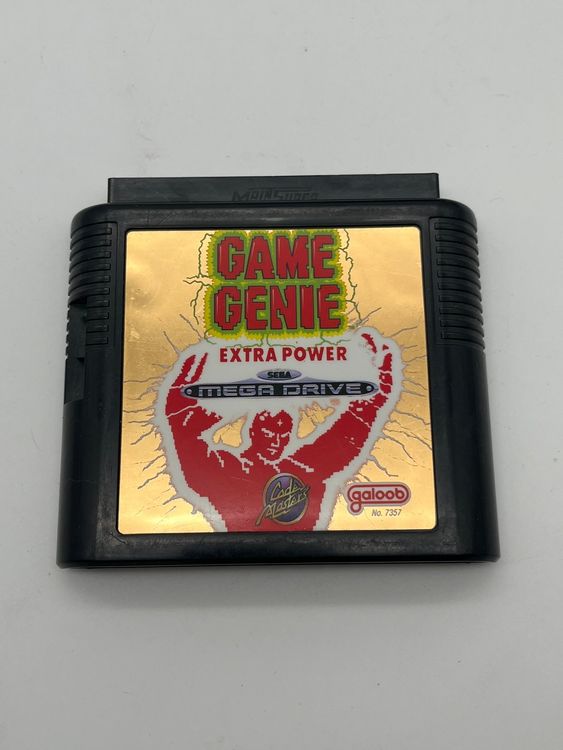 GAME
GENIE
EXTRA POWER
SEGA
MEGA DRIVE
Code
Masters
galoob
No. 7357